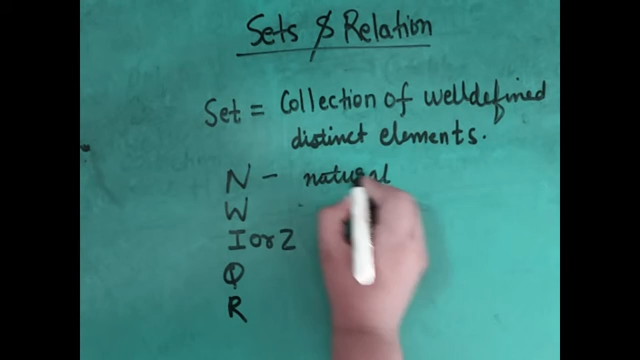 Sets & Relation
Set = Collection of welldefined
distinct elements.
N - natural
W
I or Z
Q
R